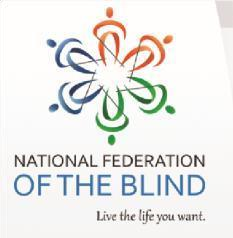 NATIONAL FEDERATION
OF THE BLIND
Live the life you want.